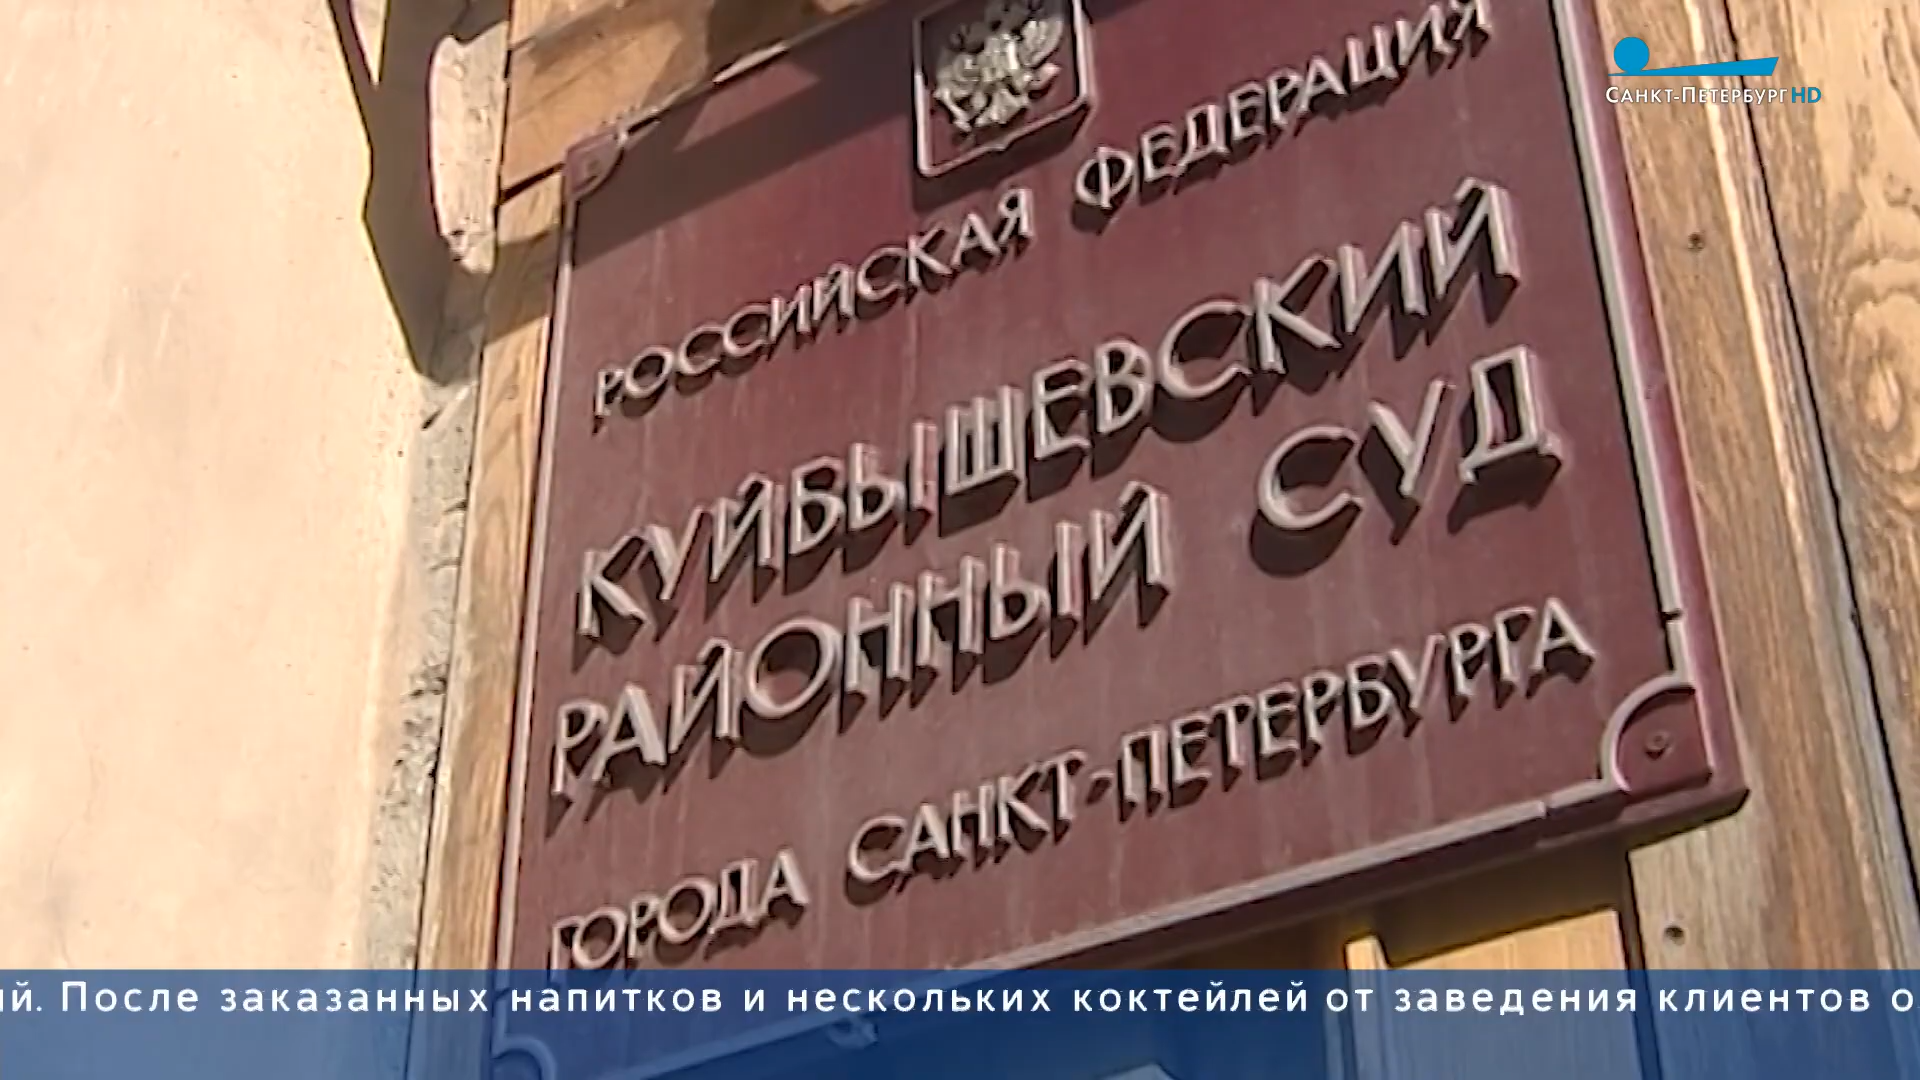 Санкт-Петербург HD
РОССИЙСКАЯ ФЕДЕРАЦИЯ
КУЙБЫШЕВСКИЙ
РАЙОННЫЙ СУД
ГОРОДА САНКТ-ПЕТЕРБУРГА
После заказанных напитков и нескольких коктейлей от заведения клиентов